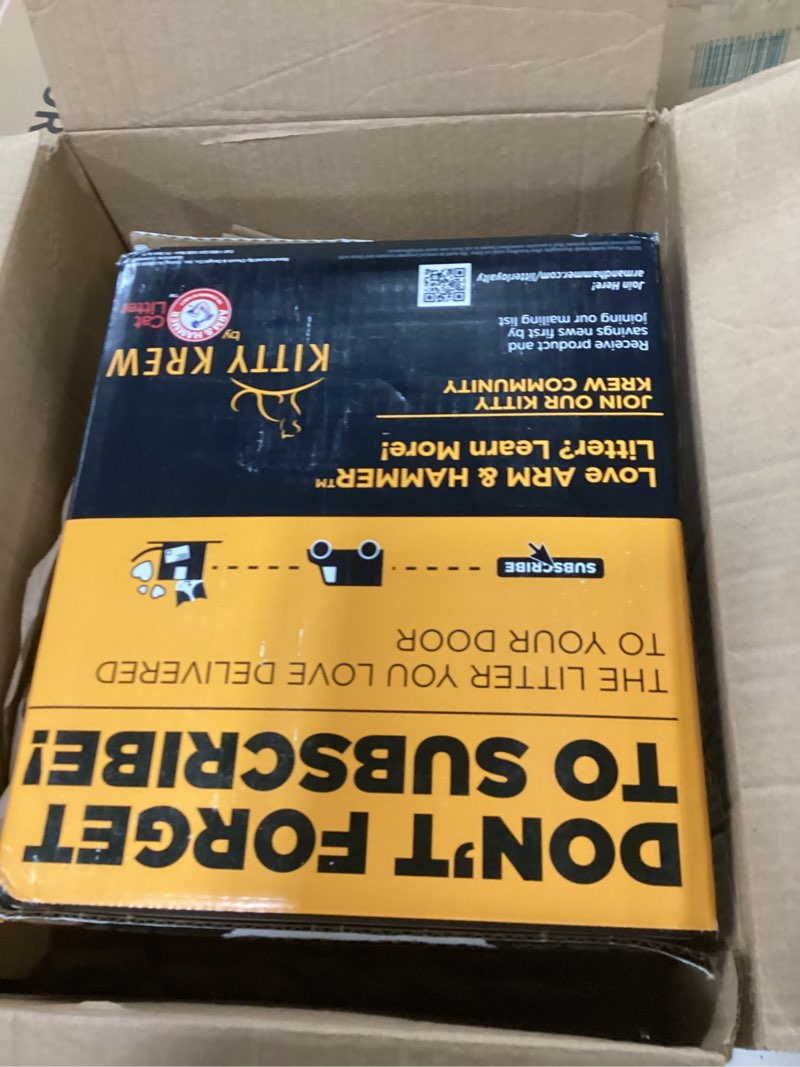 DON'T FORGET
TO SUBSCRIBE!
THE LITTER YOU LOVE DELIVERED
TO YOUR DOOR
SUBSCRIBE
Love ARM & HAMMER™
Litter? Learn More!
JOIN OUR KITTY
KREW COMMUNITY
Receive product and
savings news first by
joining our mailing list
Join Here!
armandhammer.com/litterloyalty
KITTY KREW
by
ARM & HAMMER
Cat
Litter